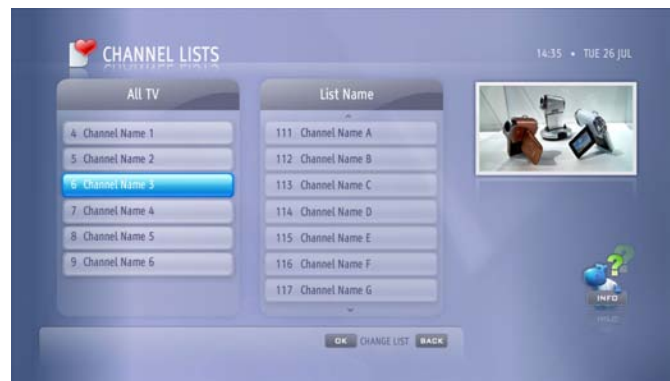 CHANNEL LISTS
14:35 • TUE 26 JUL
All TV
4 Channel Name 1
5 Channel Name 2
6 Channel Name 3
7 Channel Name 4
8 Channel Name 5
9 Channel Name 6
List Name
111 Channel Name A
112 Channel Name B
113 Channel Name C
114 Channel Name D
115 Channel Name E
116 Channel Name F
117 Channel Name G
??
INFO
OK CHANGE LIST BACK